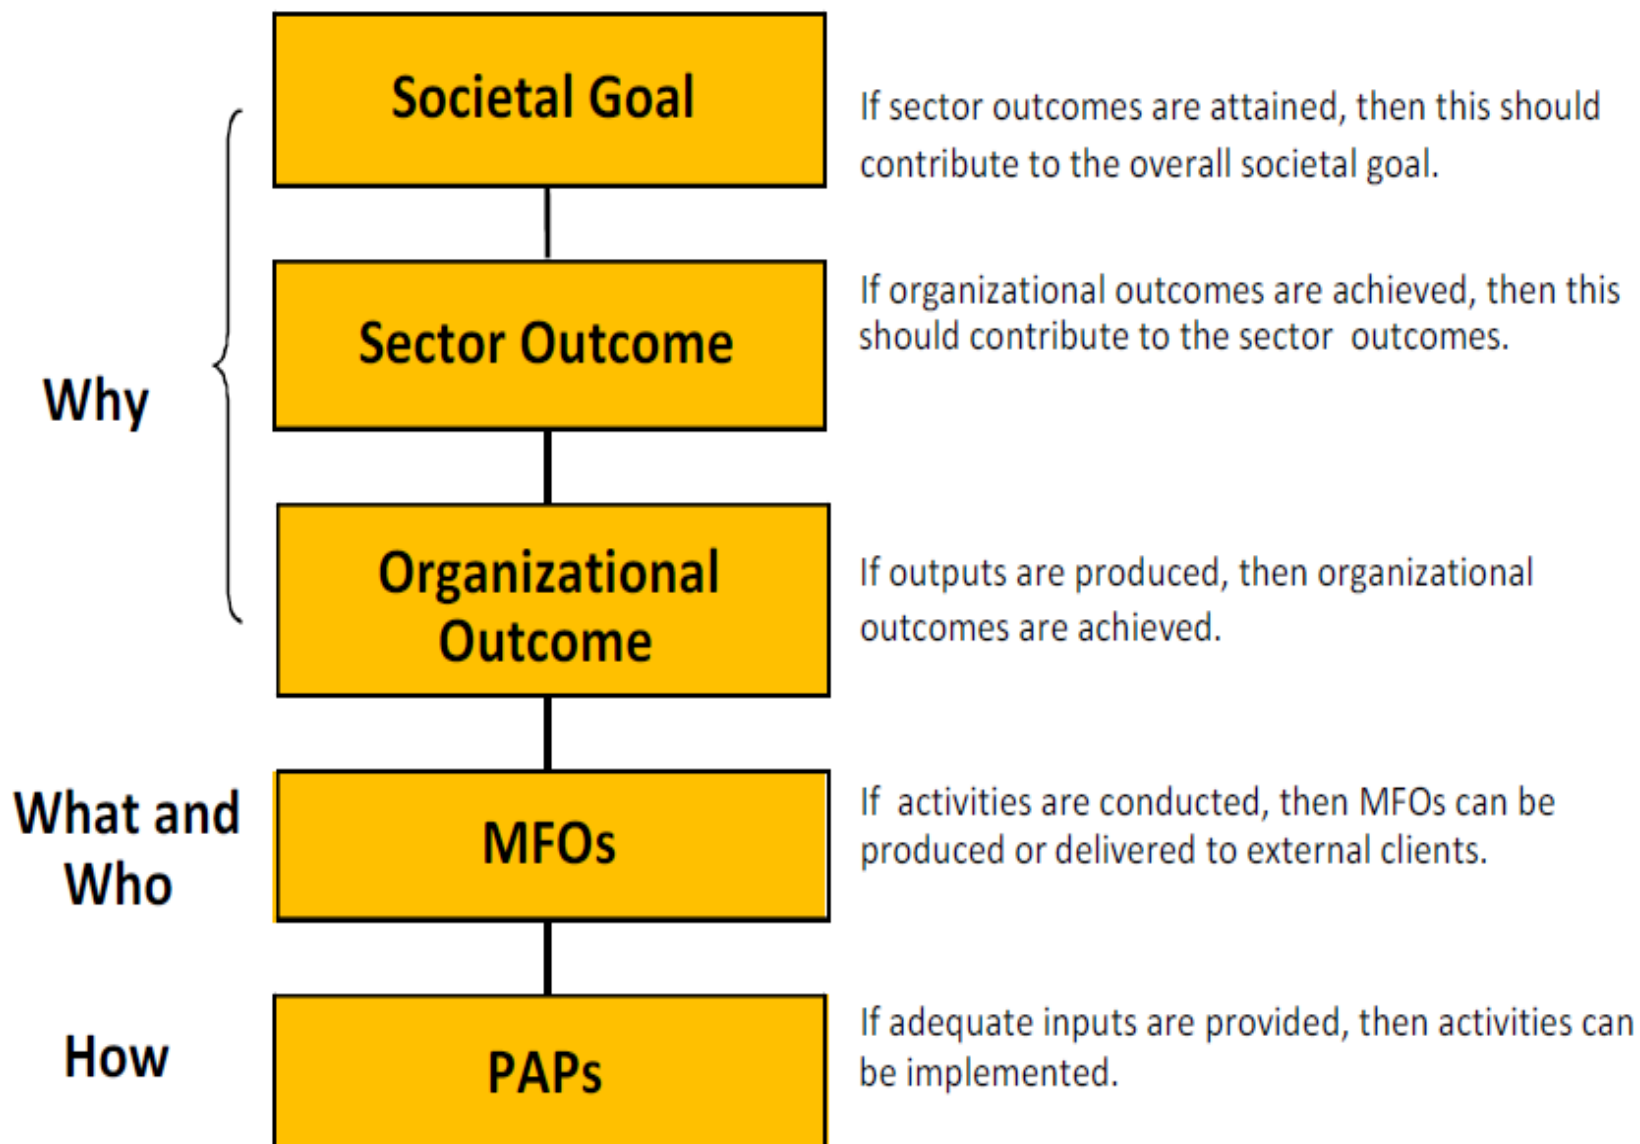 Societal Goal
If sector outcomes are attained, then this should
contribute to the overall societal goal.
Why
Sector Outcome
If organizational outcomes are achieved, then this
should contribute to the sector  outcomes.
Organizational
Outcome
If outputs are produced, then organizational
outcomes are achieved.
What and
Who
MFOs
If  activities are conducted, then MFOs can be
produced or delivered to external clients.
How
PAPs
If adequate inputs are provided, then activities can
be implemented.